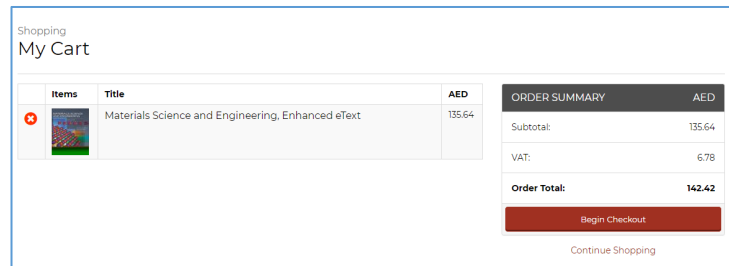 Shopping
My Cart
Items Title AED
Materials Science and Engineering, Enhanced eText 135.64
ORDER SUMMARY AED
Subtotal: 135.64
VAT: 6.78
Order Total: 142.42
Begin Checkout
Continue Shopping